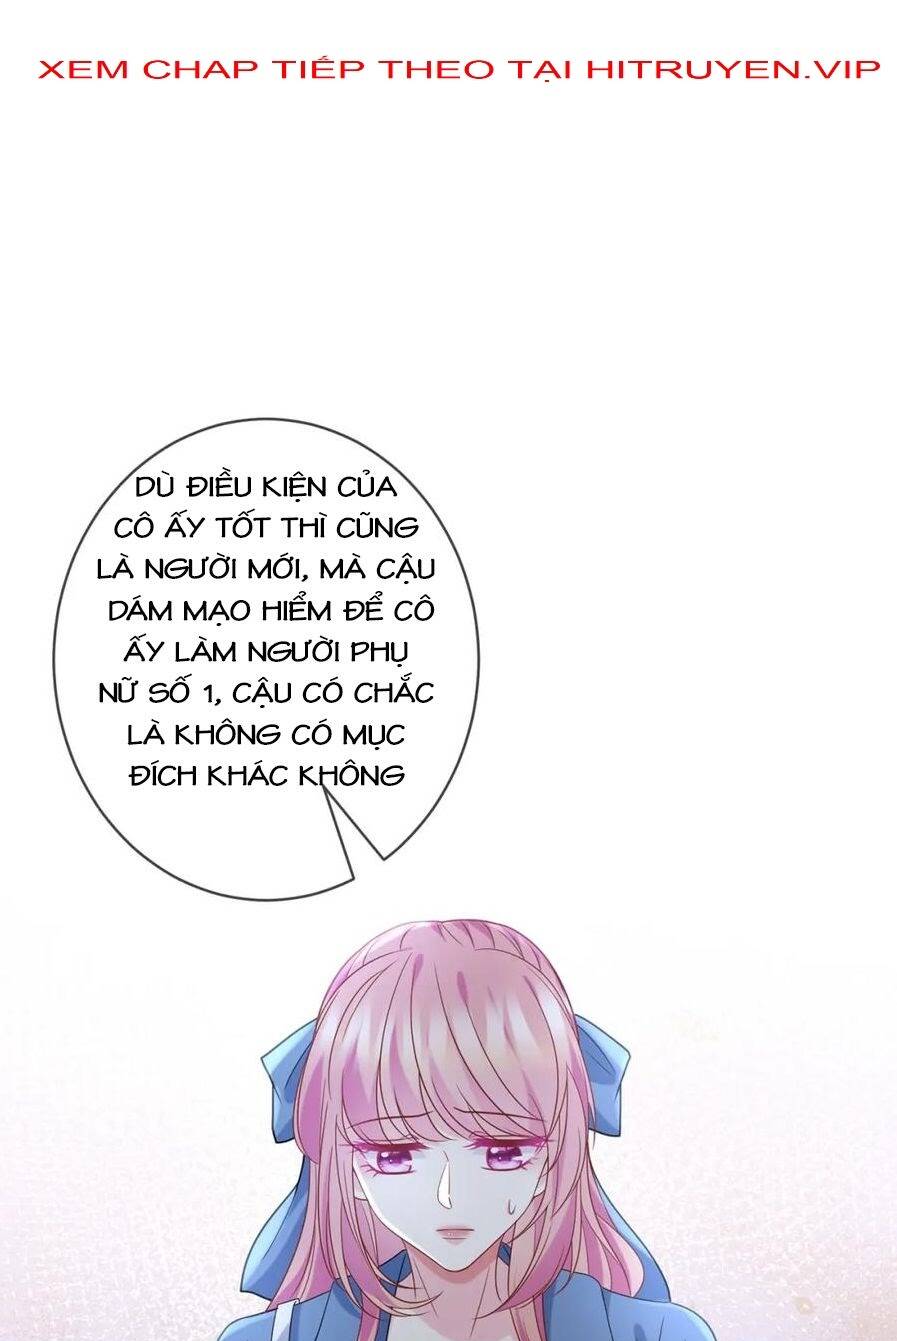 XEM CHAP TIẾP THEO TẠI HITRUYEN.VIP
DÙ ĐIỀU KIỆN CỦA
CÔ ẤY TỐT THÌ CŨNG
LÀ NGƯỜI MỚI, MÀ CẬU
DÁM MẠO HIỂM ĐỂ CÔ
ẤY LÀM NGƯỜI PHỤ
NỮ SỐ 1, CẬU CÓ CHẮC
LÀ KHÔNG CÓ MỤC
ĐÍCH KHÁC KHÔNG